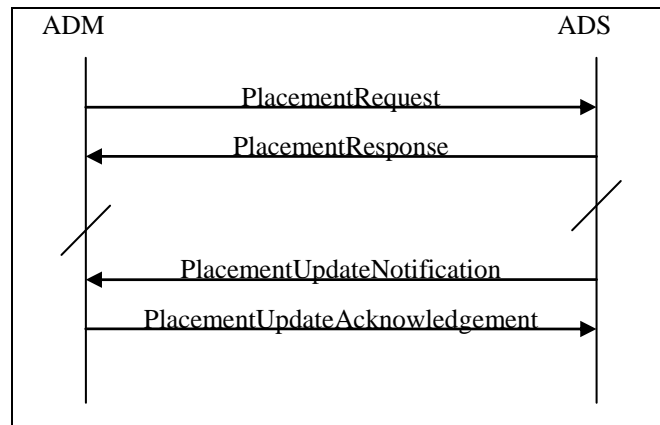 ADM ADS
PlacementRequest
PlacementResponse
PlacementUpdateNotification
PlacementUpdateAcknowledgement